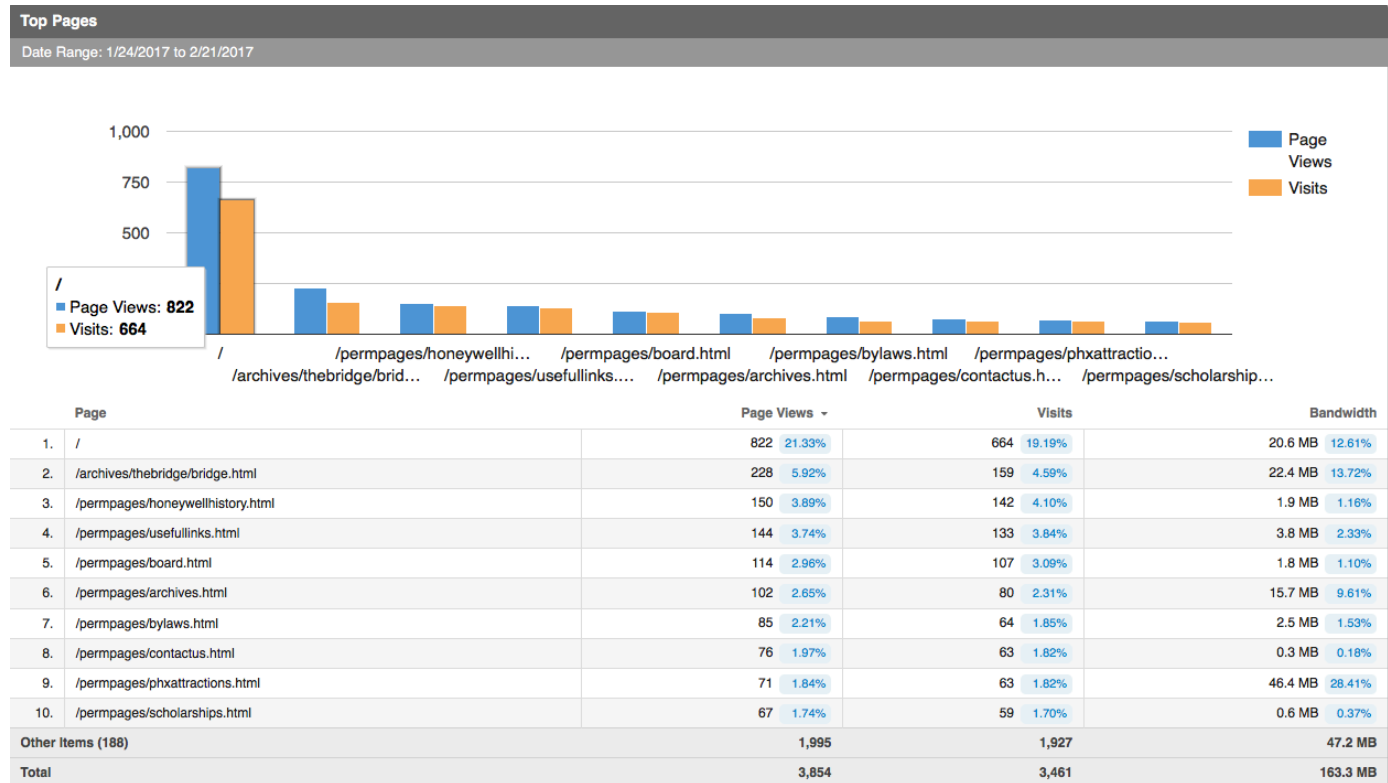 Top Pages
Date Range: 1/24/2017 to 2/21/2017
1,000
750
500
Page
Views
Visits
/
Page Views: 822
Visits: 664
/ /permpages/honeywellhi... /permpages/board.html /permpages/bylaws.html /permpages/phxattractio...
/archives/thebridge/brid... /permpages/usefullinks.... /permpages/archives.html /permpages/contactus.h... /permpages/scholarship...
Page Page Views Visits Bandwidth
1. / 822 21.33% 664 19.19% 20.6 MB 12.61%
2. /archives/thebridge/bridge.html 228 5.92% 159 4.59% 22.4 MB 13.72%
3. /permpages/honeywellhistory.html 150 3.89% 142 4.10% 1.9 MB 1.16%
4. /permpages/usefullinks.html 144 3.74% 133 3.84% 3.8 MB 2.33%
5. /permpages/board.html 114 2.96% 107 3.09% 1.8 MB 1.10%
6. /permpages/archives.html 102 2.65% 80 2.31% 15.7 MB 9.61%
7. /permpages/bylaws.html 85 2.21% 64 1.85% 2.5 MB 1.53%
8. /permpages/contactus.html 76 1.97% 63 1.82% 0.3 MB 0.18%
9. /permpages/phxattractions.html 71 1.84% 63 1.82% 46.4 MB 28.41%
10. /permpages/scholarships.html 67 1.74% 59 1.70% 0.6 MB 0.37%
Other Items (188) 1,995 1,927 47.2 MB
Total 3,854 3,461 163.3 MB